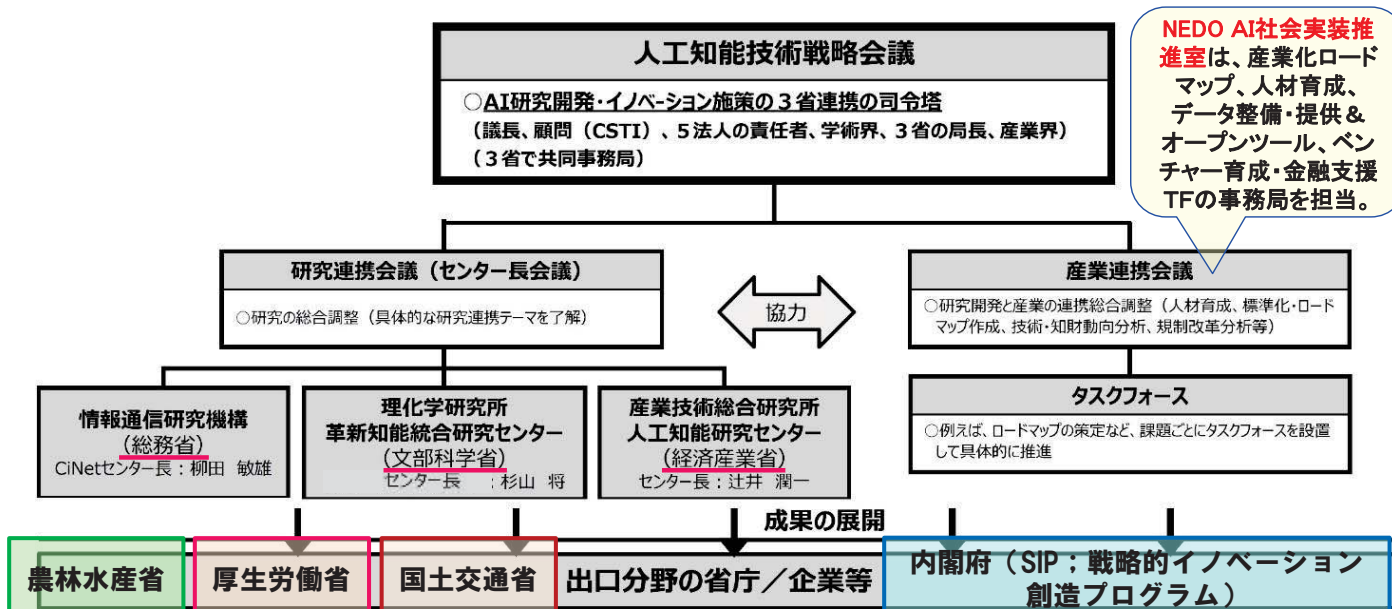 人工知能技術戦略会議
○AI研究開発・イノベーション施策の３省連携の司令塔
（議長、顧問（CSTI）、５法人の責任者、学術界、３省の局長、産業界）
（３省で共同事務局）
NEDO AI社会実装推
進室は、産業化ロード
マップ、人材育成、
データ整備・提供＆
オープンツール、ベン
チャー育成・金融支援
TFの事務局を担当。
研究連携会議（センター長会議）
○研究の総合調整（具体的な研究連携テーマを了解）
協力
産業連携会議
○研究開発と産業の連携総合調整（人材育成、標準化・ロード
マップ作成、技術・知財動向分析、規制改革分析等）
情報通信研究機構
（総務省）
CiNetセンター長：柳田 敏雄
理化学研究所
革新知能統合研究センター
（文部科学省）
センター長 ：杉山 将
産業技術総合研究所
人工知能研究センター
（経済産業省）
センター長：辻井 潤一
タスクフォース
○例えば、ロードマップの策定など、課題ごとにタスクフォースを設置
して具体的に推進
成果の展開
農林水産省
厚生労働省
国土交通省
出口分野の省庁／企業等
内閣府（SIP；戦略的イノベーション
創造プログラム）